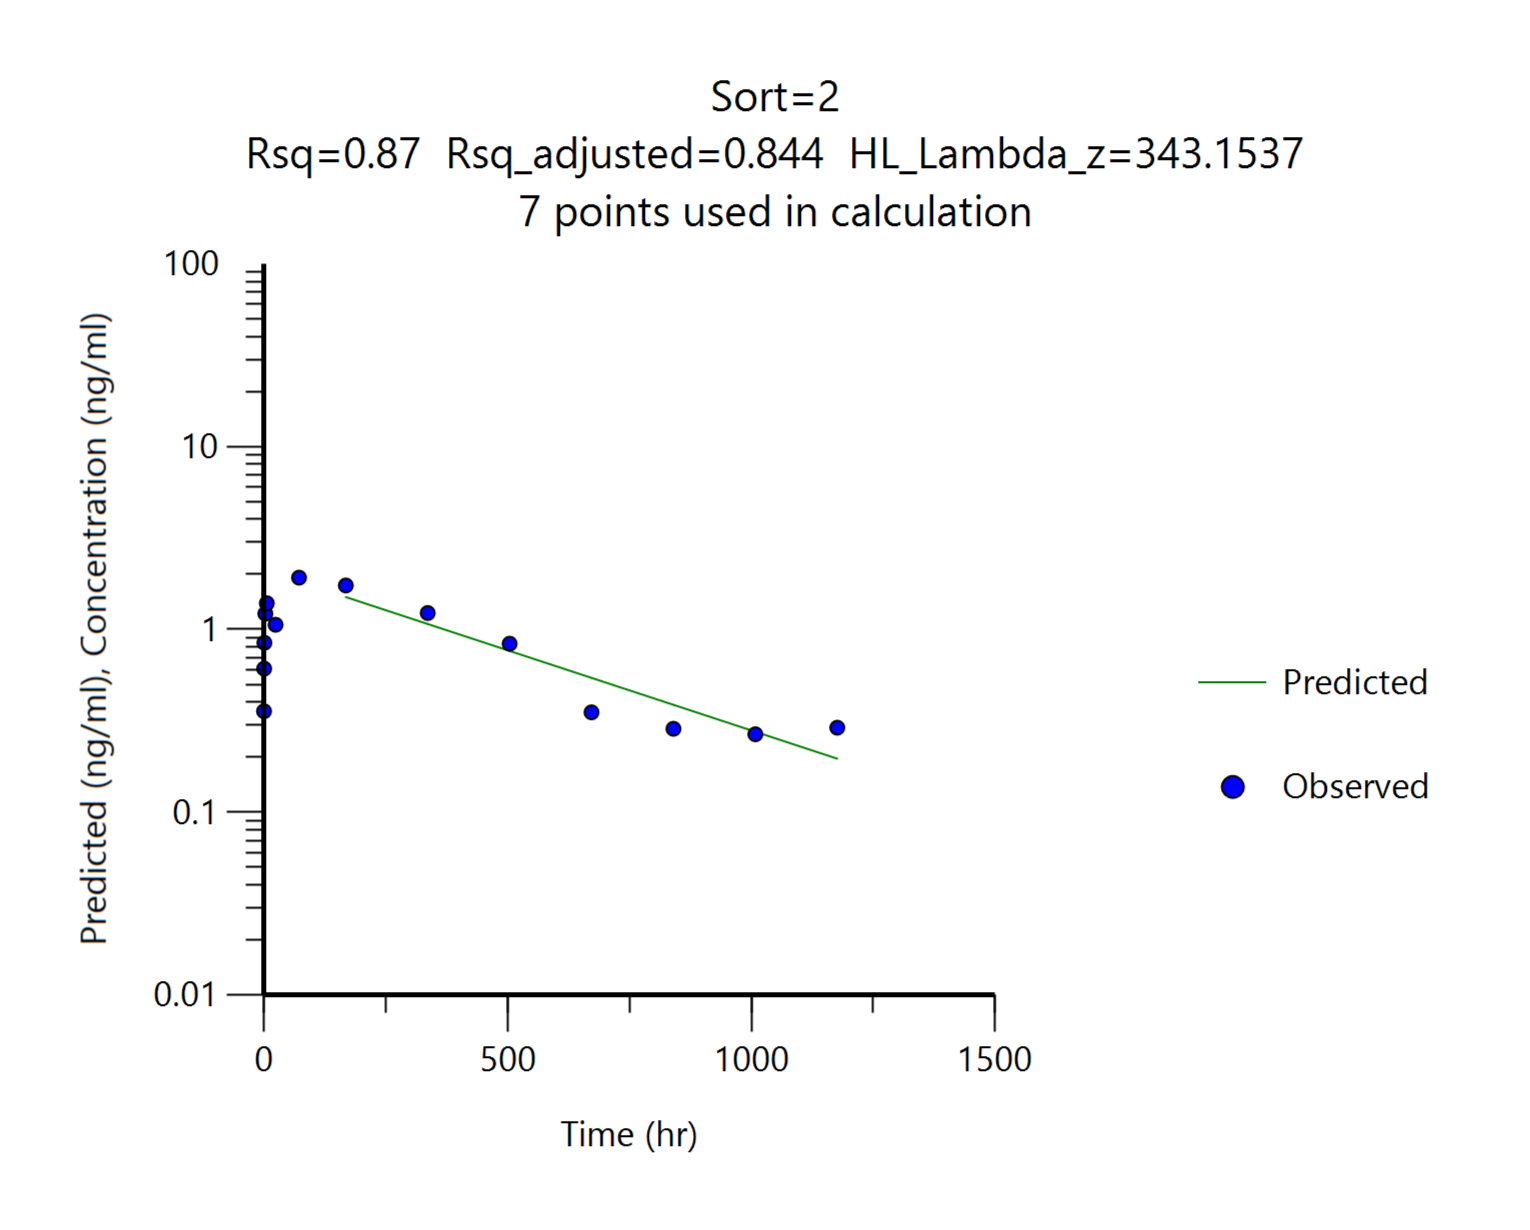 Sort=2
Rsq=0.87 Rsq_adjusted=0.844 HL_Lambda_z=343.1537
7 points used in calculation
Predicted (ng/ml), Concentration (ng/ml)
100
10
1
0.1
0.01
0
500
1000
1500
Time (hr)
Predicted
Observed